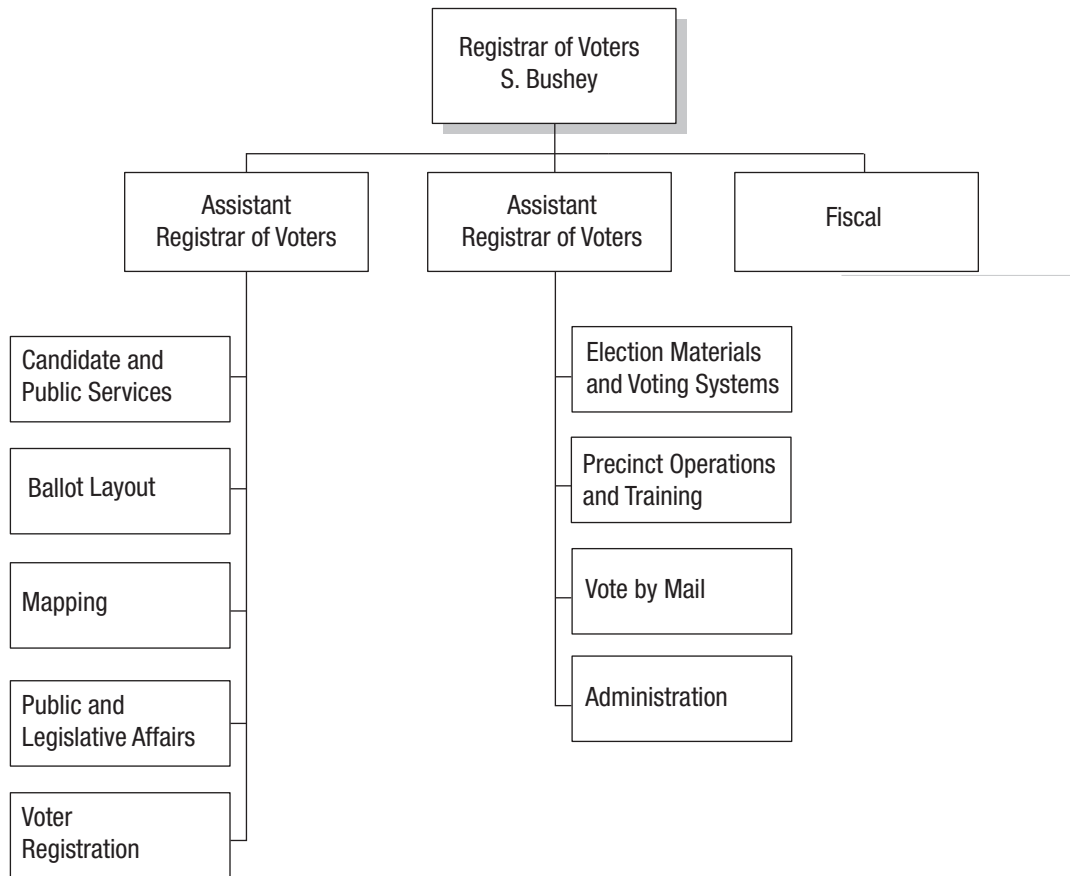 Registrar of Voters
S. Bushey
Assistant
Registrar of Voters
Assistant
Registrar of Voters
Fiscal
Candidate and
Public Services
Ballot Layout
Mapping
Public and
Legislative Affairs
Voter
Registration
Election Materials
and Voting Systems
Precinct Operations
and Training
Vote by Mail
Administration